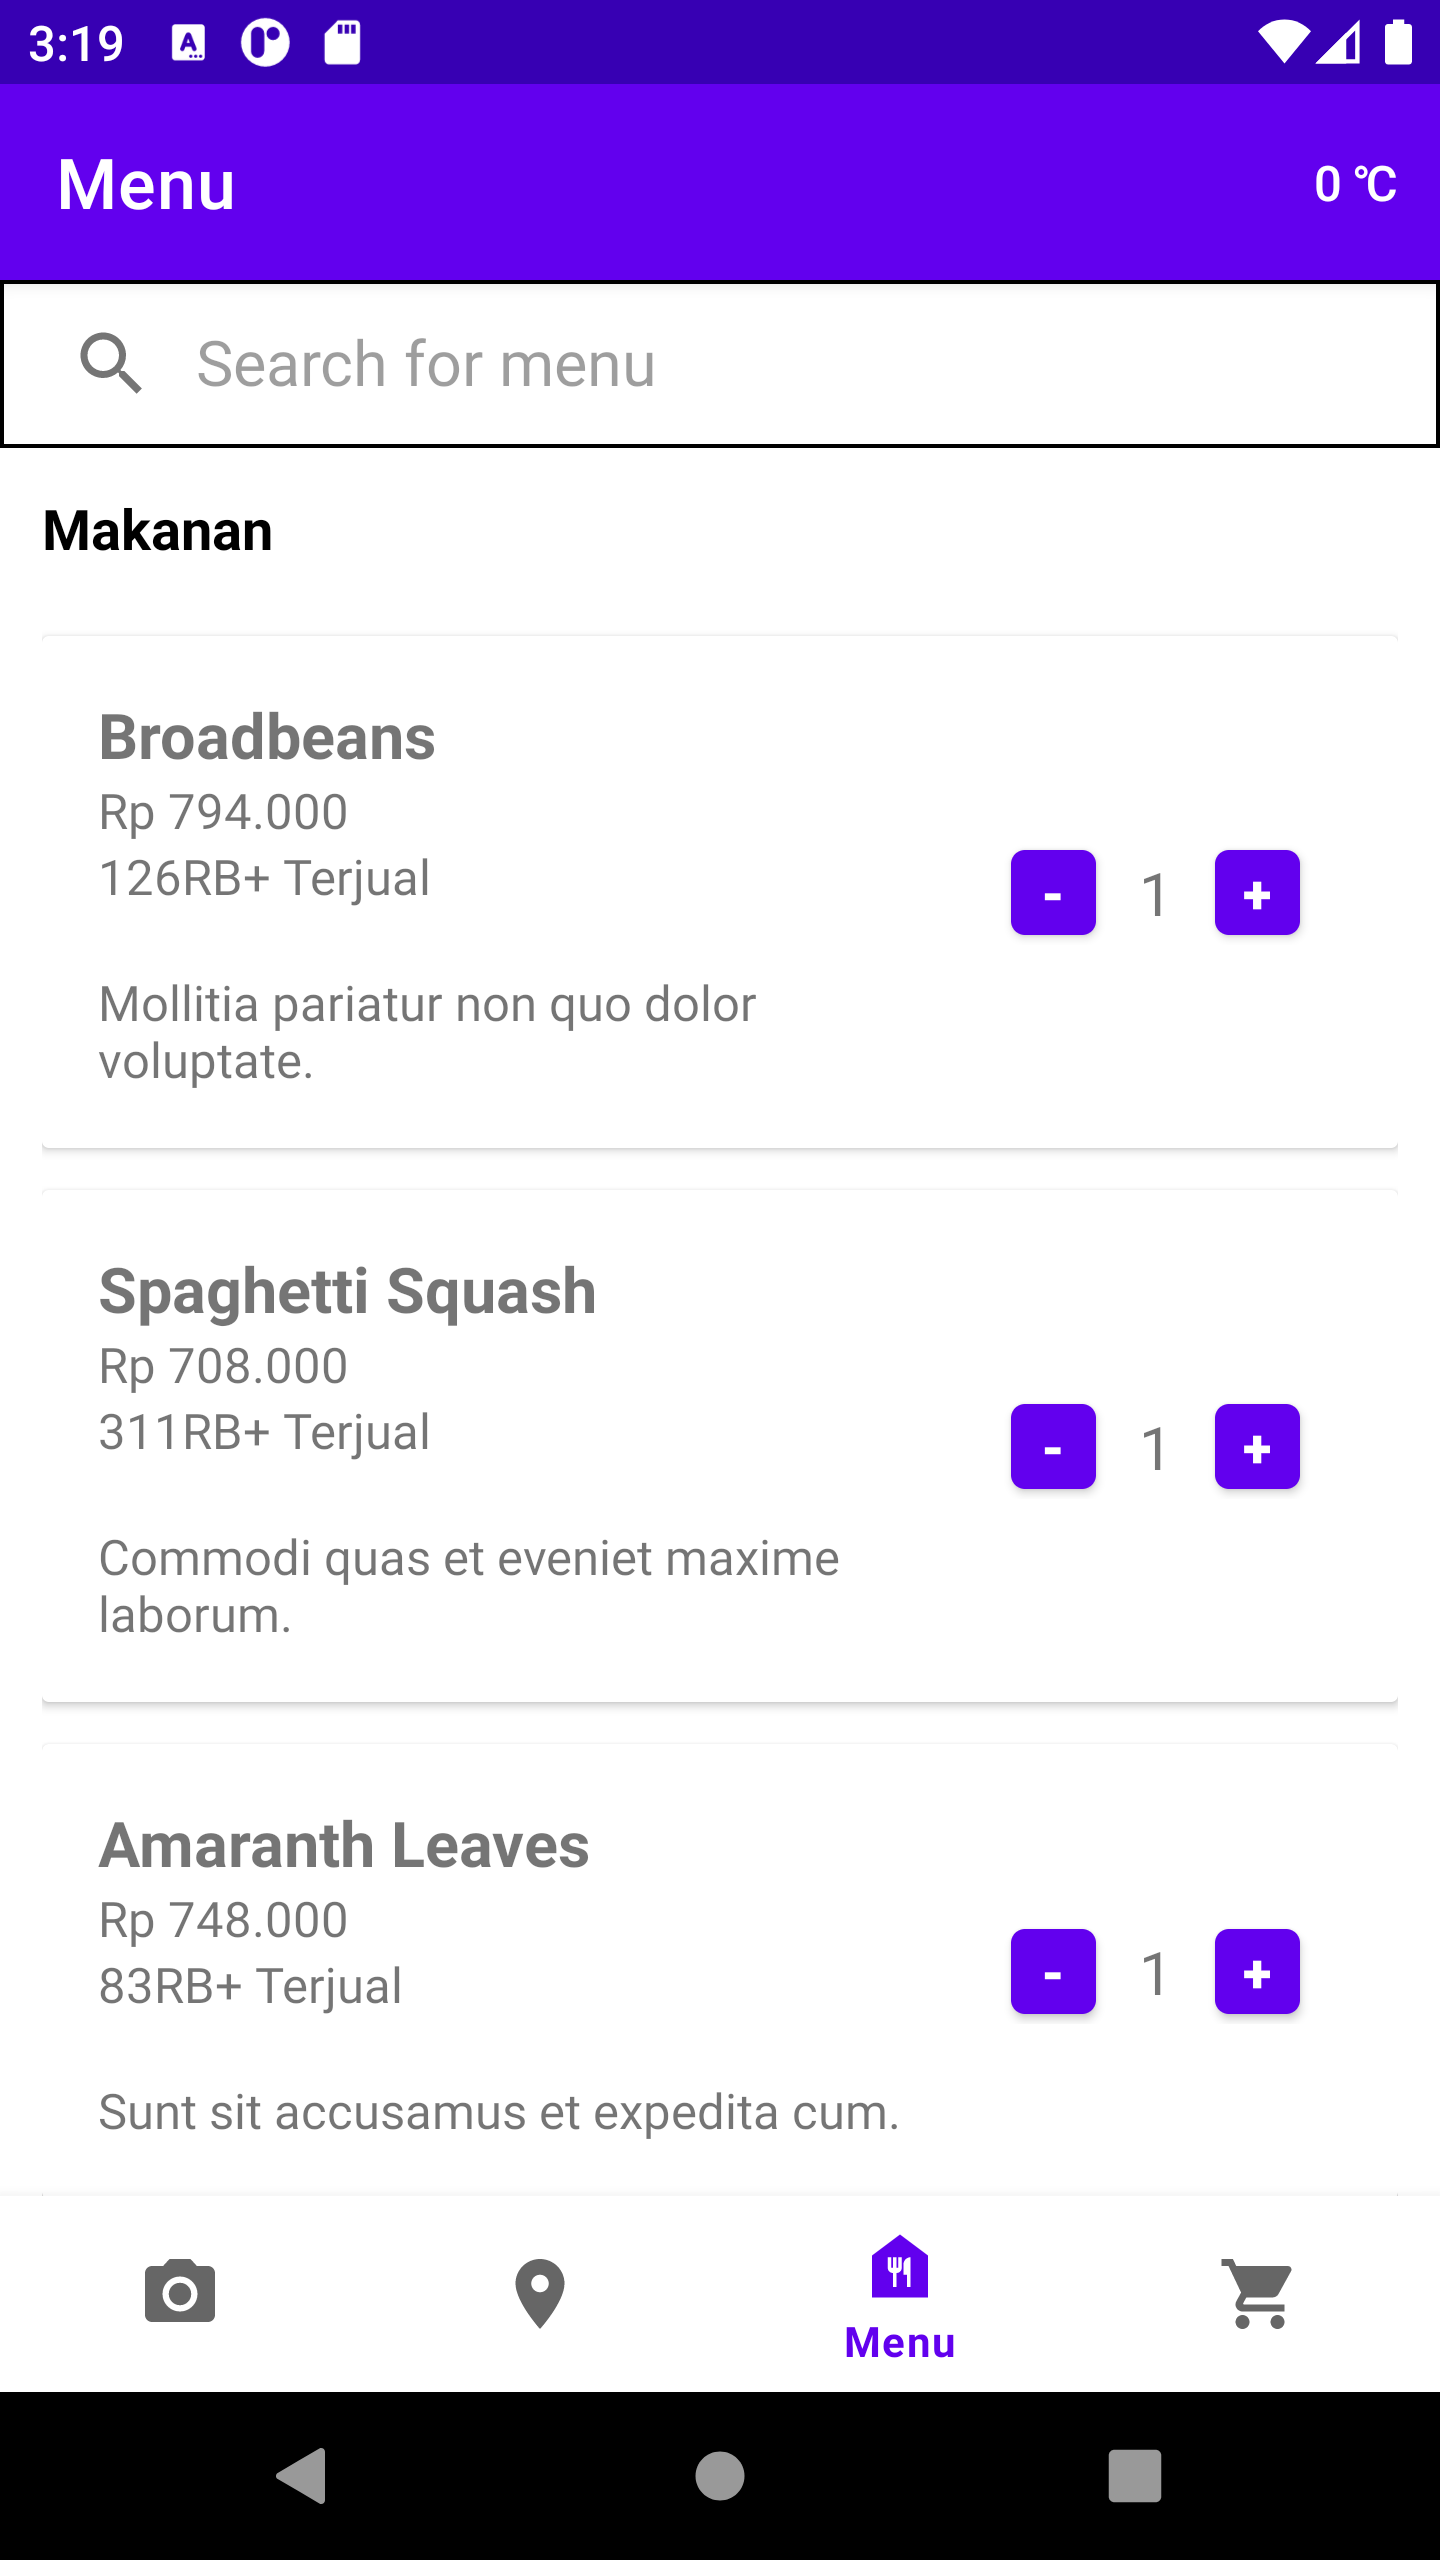 3:19
Menu
0 ℃
Search for menu
Makanan
Broadbeans
Rp 794.000
126RB+ Terjual
- 1 +
Mollitia pariatur non quo dolor
voluptate.
Spaghetti Squash
Rp 708.000
311RB+ Terjual
- 1 +
Commodi quas et eveniet maxime
laborum.
Amaranth Leaves
Rp 748.000
83RB+ Terjual
- 1 +
Sunt sit accusamus et expedita cum.
Menu